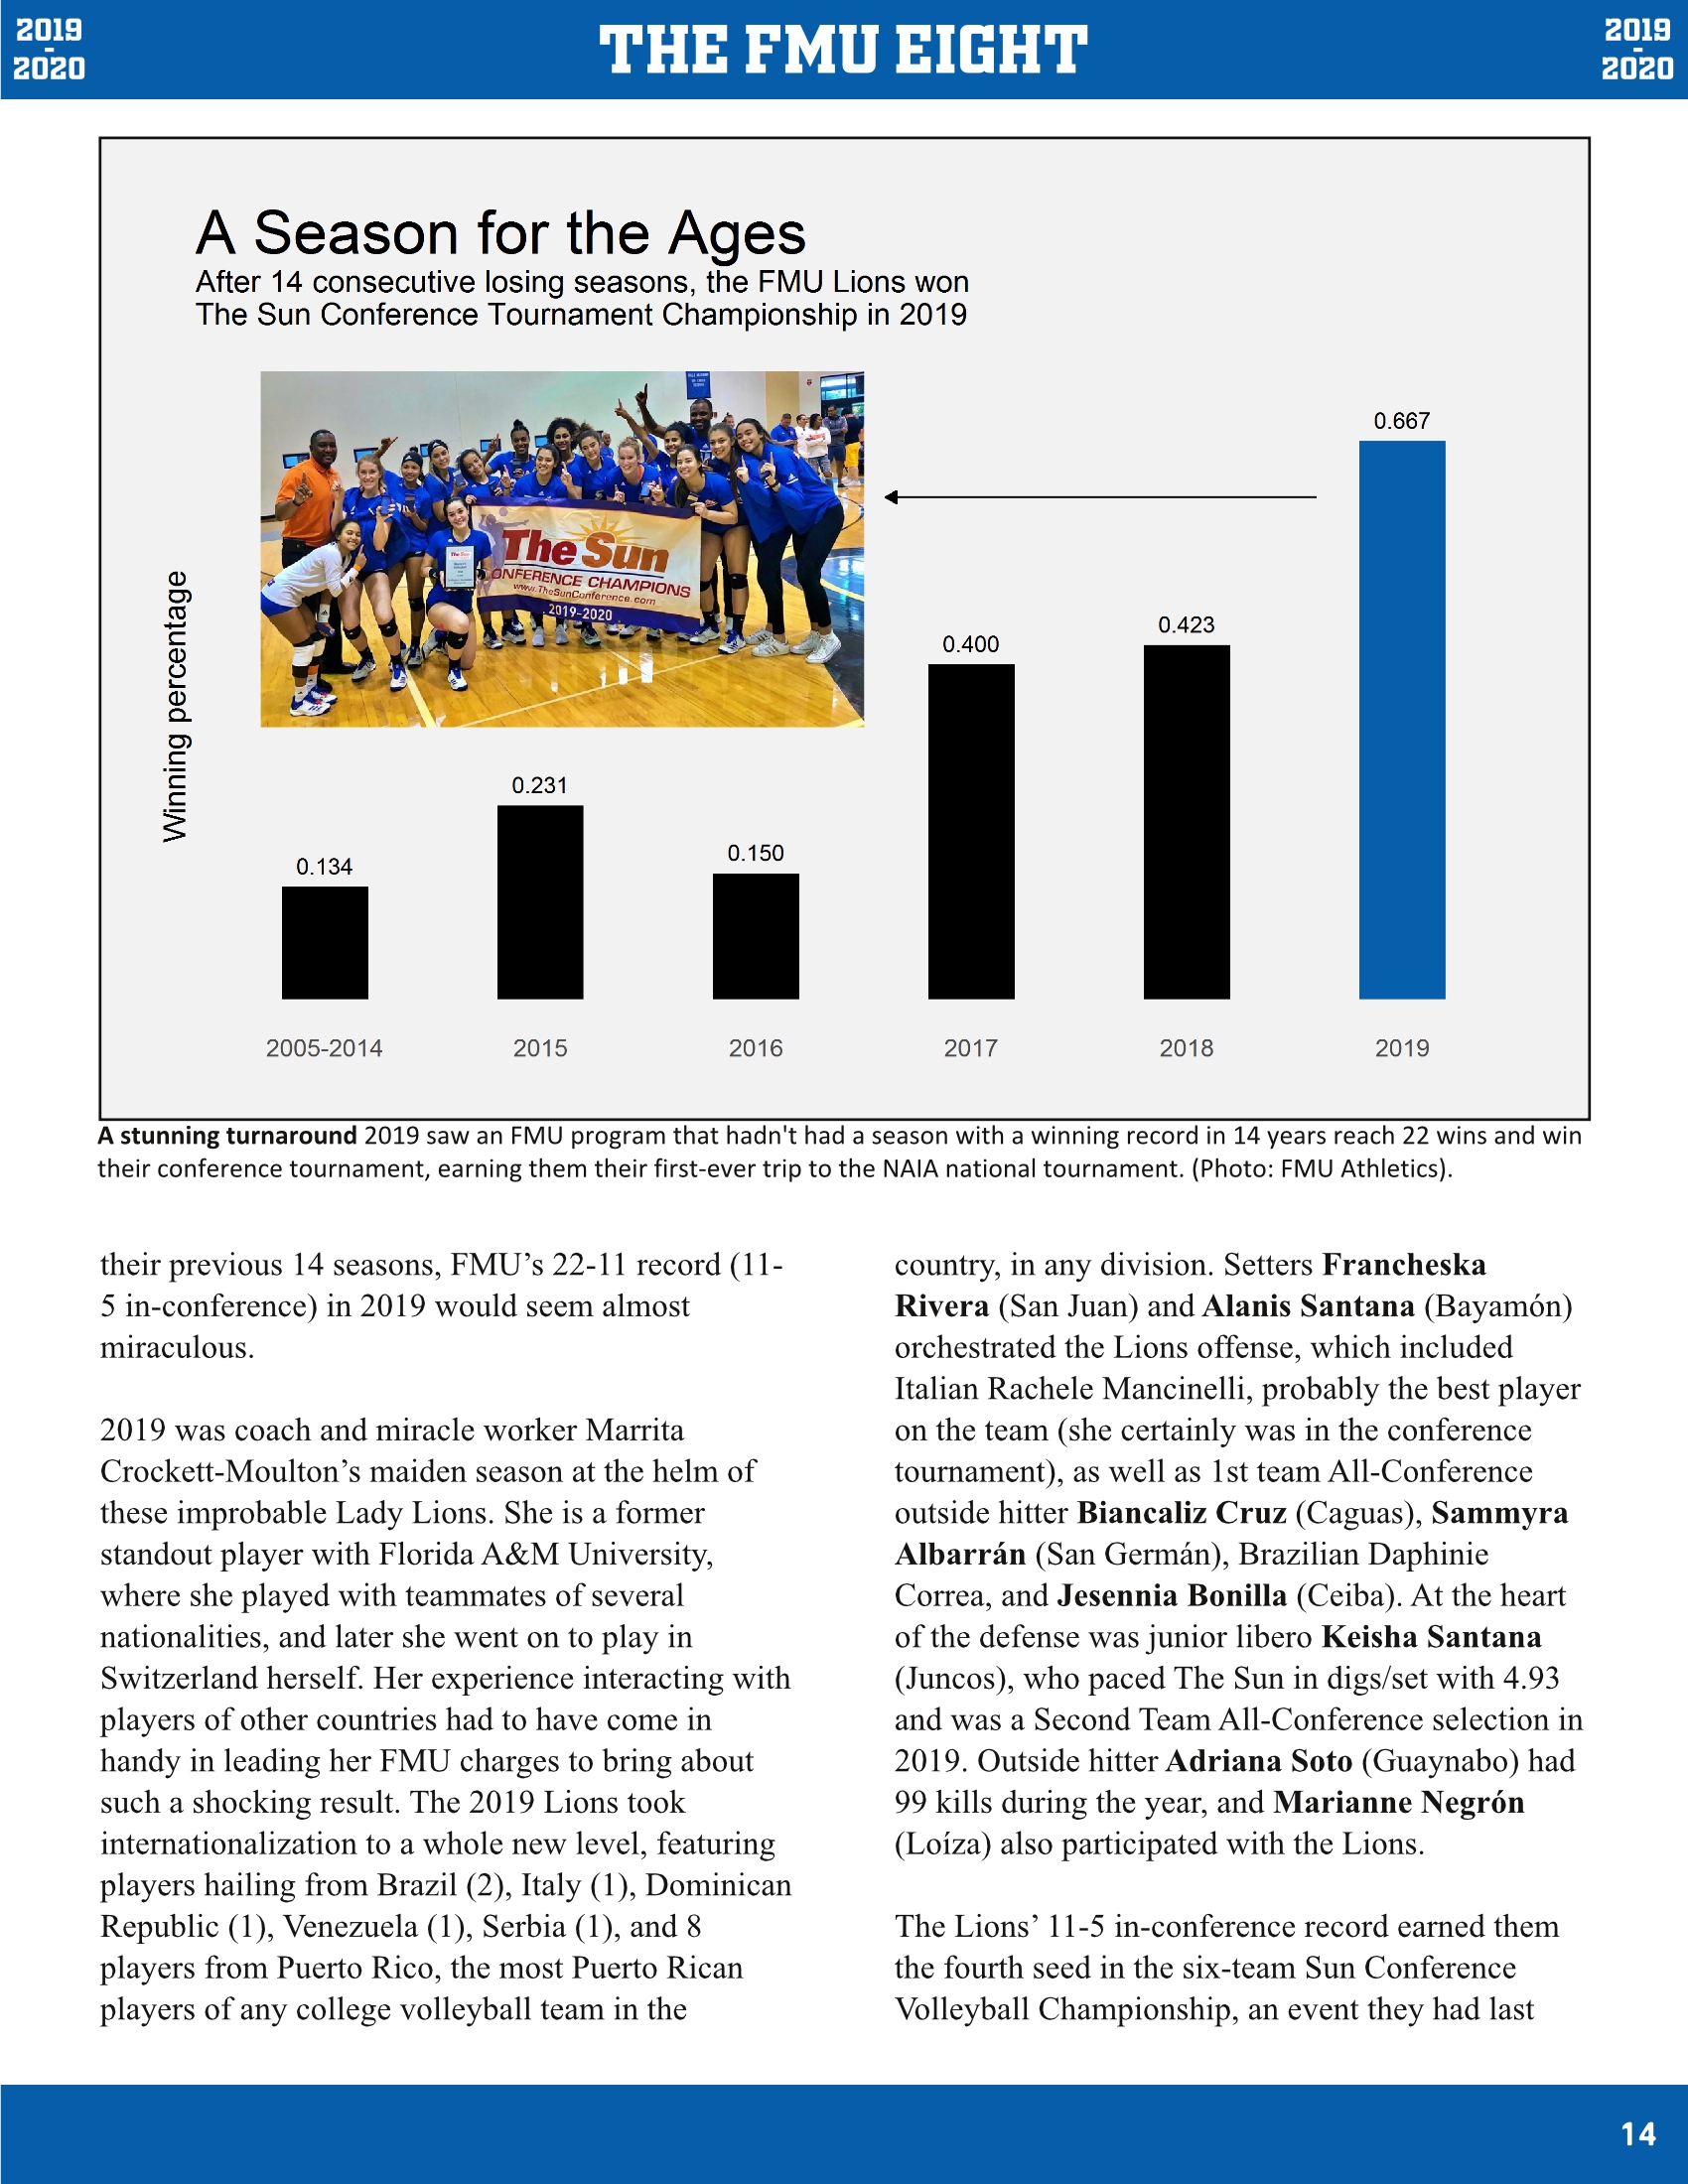 2019
-
2020
THE FMU EIGHT
2019
-
2020
A Season for the Ages
After 14 consecutive losing seasons, the FMU Lions won
The Sun Conference Tournament Championship in 2019
The Sun
CONFERENCE CHAMPIONS
www.TheSunConference.com
2019-2020
Winning percentage
0.134
0.231
0.150
0.400
0.423
0.667
2005-2014
2015
2016
2017
2018
2019
A stunning turnaround 2019 saw an FMU program that hadn't had a season with a winning record in 14 years reach 22 wins and win
their conference tournament, earning them their first-ever trip to the NAIA national tournament. (Photo: FMU Athletics).
their previous 14 seasons, FMU’s 22-11 record (11-
5 in-conference) in 2019 would seem almost
miraculous.
2019 was coach and miracle worker Marrita
Crockett-Moulton’s maiden season at the helm of
these improbable Lady Lions. She is a former
standout player with Florida A&M University,
where she played with teammates of several
nationalities, and later she went on to play in
Switzerland herself. Her experience interacting with
players of other countries had to have come in
handy in leading her FMU charges to bring about
such a shocking result. The 2019 Lions took
internationalization to a whole new level, featuring
players hailing from Brazil (2), Italy (1), Dominican
Republic (1), Venezuela (1), Serbia (1), and 8
players from Puerto Rico, the most Puerto Rican
players of any college volleyball team in the
country, in any division. Setters Francheska
Rivera (San Juan) and Alanis Santana (Bayamón)
orchestrated the Lions offense, which included
Italian Rachele Mancinelli, probably the best player
on the team (she certainly was in the conference
tournament), as well as 1st team All-Conference
outside hitter Biancaliz Cruz (Caguas), Sammyra
Albarrán (San Germán), Brazilian Daphinie
Correa, and Jesennia Bonilla (Ceiba). At the heart
of the defense was junior libero Keisha Santana
(Juncos), who paced The Sun in digs/set with 4.93
and was a Second Team All-Conference selection in
2019. Outside hitter Adriana Soto (Guaynabo) had
99 kills during the year, and Marianne Negrón
(Loíza) also participated with the Lions.
The Lions’ 11-5 in-conference record earned them
the fourth seed in the six-team Sun Conference
Volleyball Championship, an event they had last
14